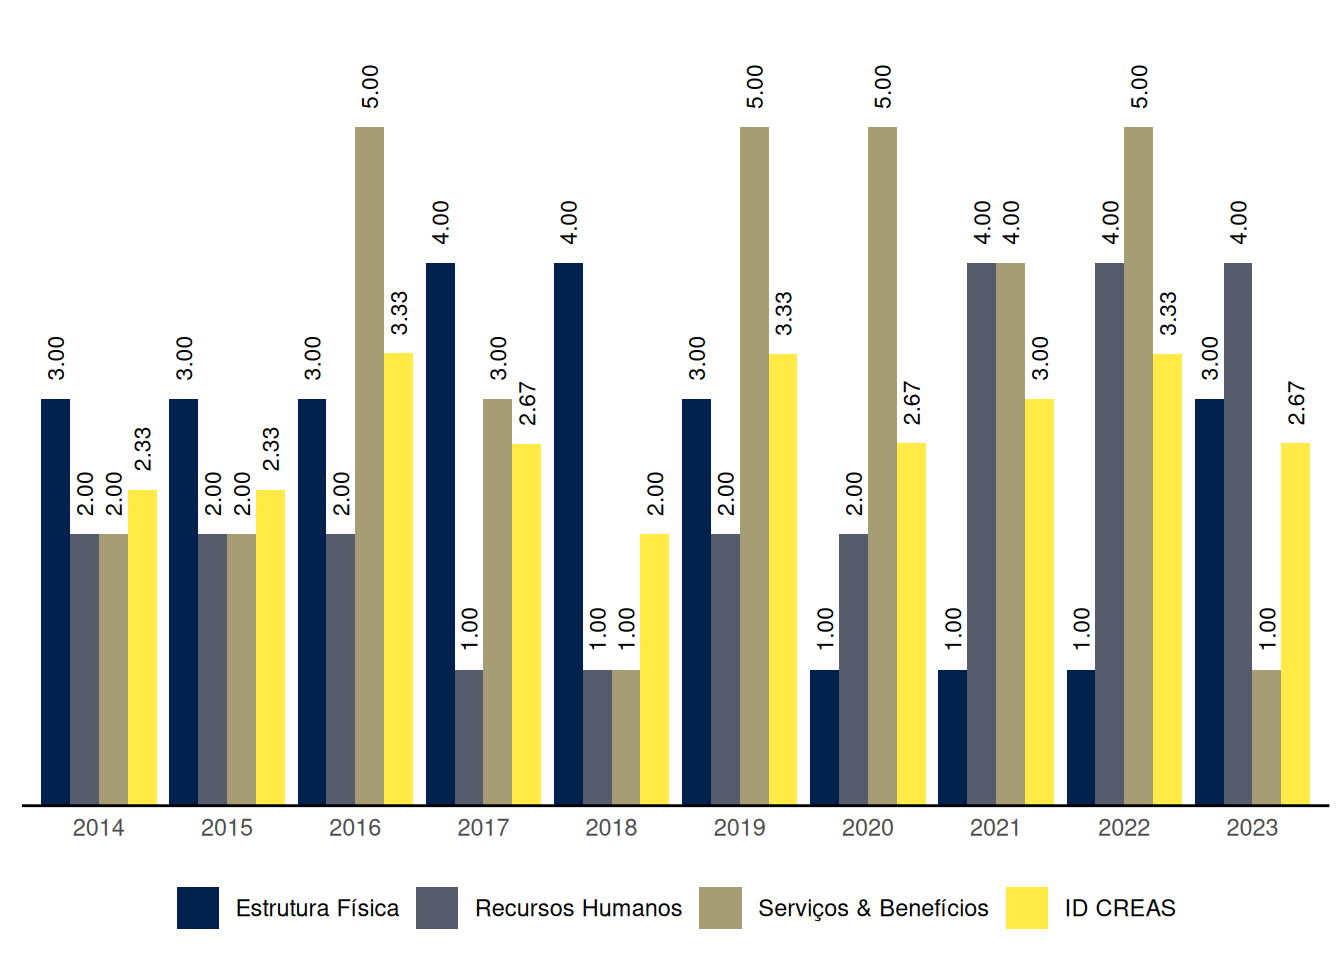 3.00 2.00 2.00 2.33 3.00 2.00 2.00 2.33 3.00 2.00 5.00 3.33 4.00 1.00 3.00 2.67 4.00 1.00 1.00 2.00 3.00 2.00 5.00 3.33 1.00 2.00 5.00 2.67 1.00 4.00 4.00 3.00 1.00 4.00 5.00 3.33 3.00 4.00 1.00 2.67
2014 2015 2016 2017 2018 2019 2020 2021 2022 2023
Estrutura Física Recursos Humanos Serviços & Benefícios ID CREAS